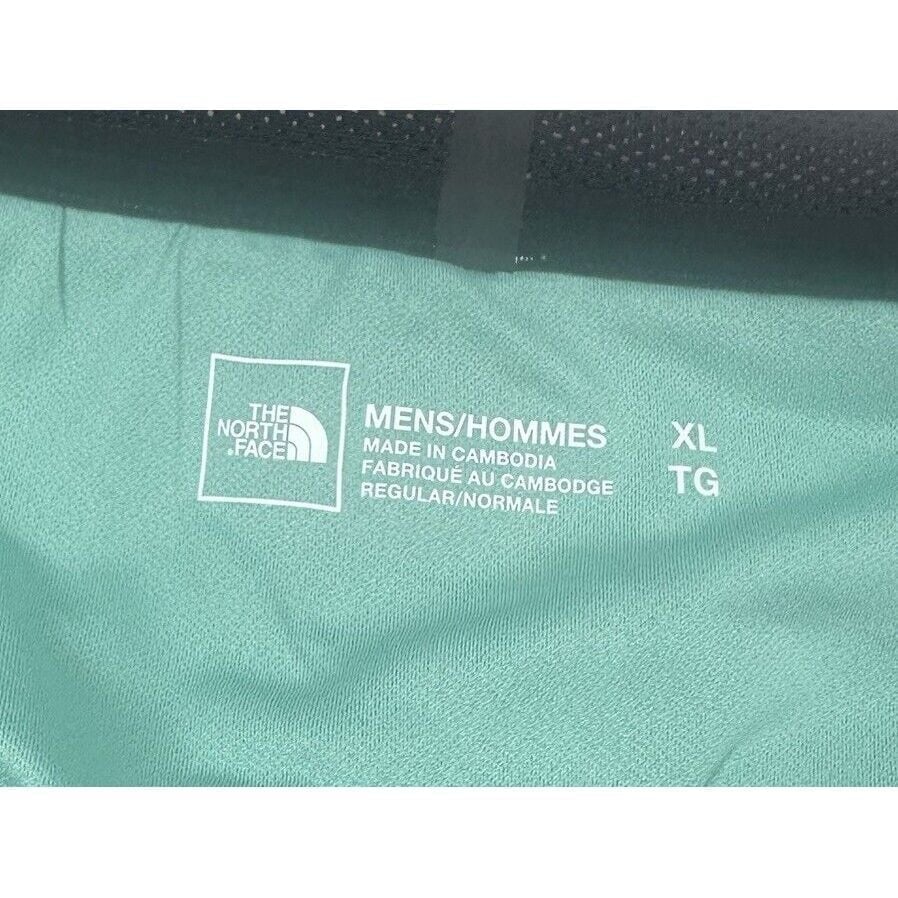 THE
NORTH
FACE
MENS/HOMMES
MADE IN CAMBODIA
FABRIQUÉ AU CAMBODGE
REGULAR/NORMALE
XL
TG